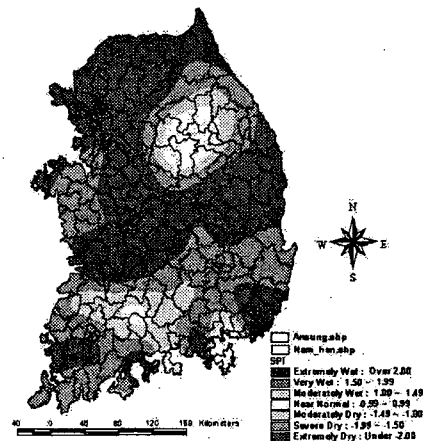 N
W E
S
Ansung.shp
Nam_han.shp
SPI
Extremely Wet : Over 2.00
Very Wet : 1.50 ~ 1.99
Moderately Wet : 1.00 ~ 1.49
Near Normal : -0.99 ~ 0.99
Moderately Dry : -1.49 ~ -1.00
Severe Dry : -1.99 ~ -1.50
Extremely Dry : Under -2.00
40 0 40 80 120 160 Kilometers